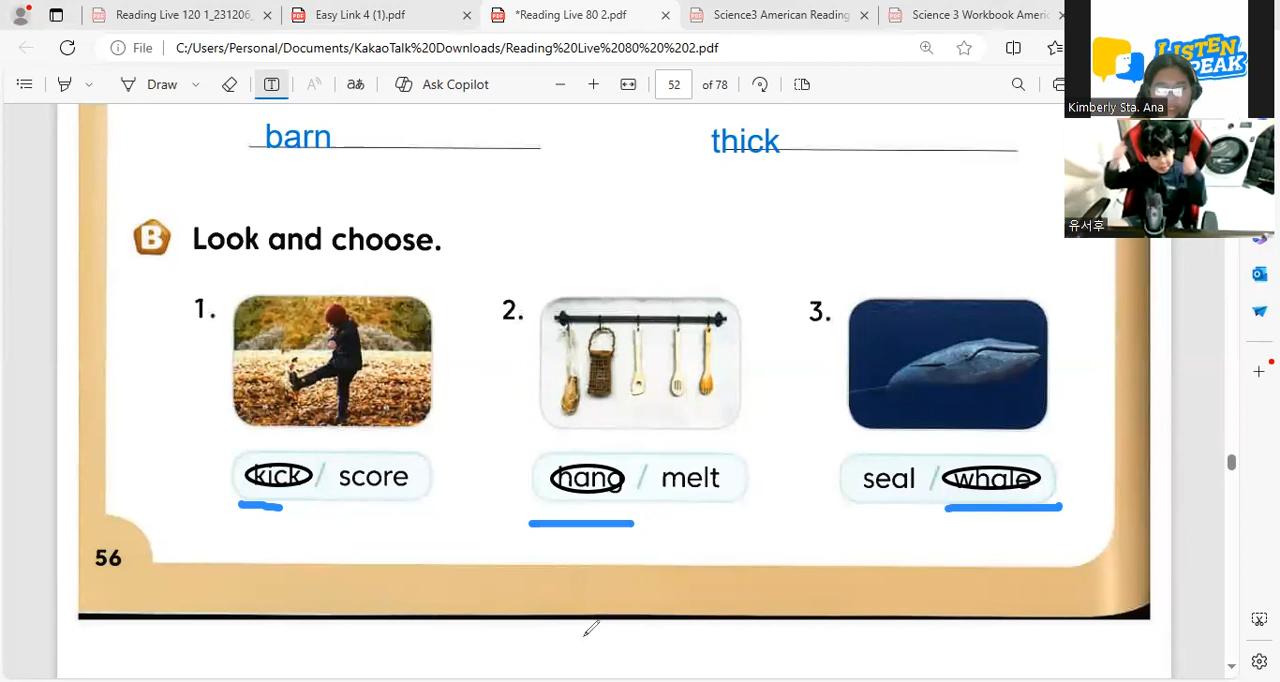 Reading Live 120 1_231206_
Easy Link 4 (1).pdf
*Reading Live 80 2.pdf
Science3 American Reading
Science 3 Workbook Americ
File
C:/Users/Personal/Documents/KakaoTalk%20Downloads/Reading%20Live%2080%20%202.pdf
Draw
aあ
Ask Copilot
52
of 78
LISTEN
SPEAK
Kimberly Sta. Ana
유서후
barn
thick
B Look and choose.
1.
2.
3.
kick / score
hang / melt
seal / whale
56